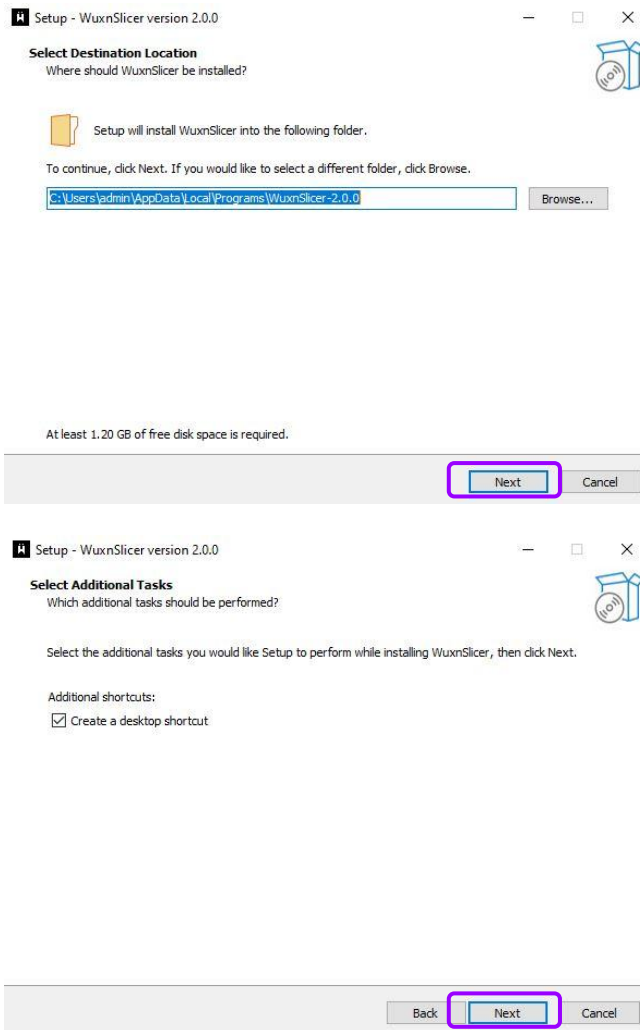 Setup - WuxnSlicer version 2.0.0
Select Destination Location
Where should WuxnSlicer be installed?
Setup will install WuxnSlicer into the following folder.
To continue, click Next. If you would like to select a different folder, click Browse.
C:\Users\admin\AppData\Local\Programs\WuxnSlicer-2.0.0
Browse...
At least 1.20 GB of free disk space is required.
Next
Cancel
Setup - WuxnSlicer version 2.0.0
Select Additional Tasks
Which additional tasks should be performed?
Select the additional tasks you would like Setup to perform while installing WuxnSlicer, then click Next.
Additional shortcuts:
Create a desktop shortcut
Back
Next
Cancel